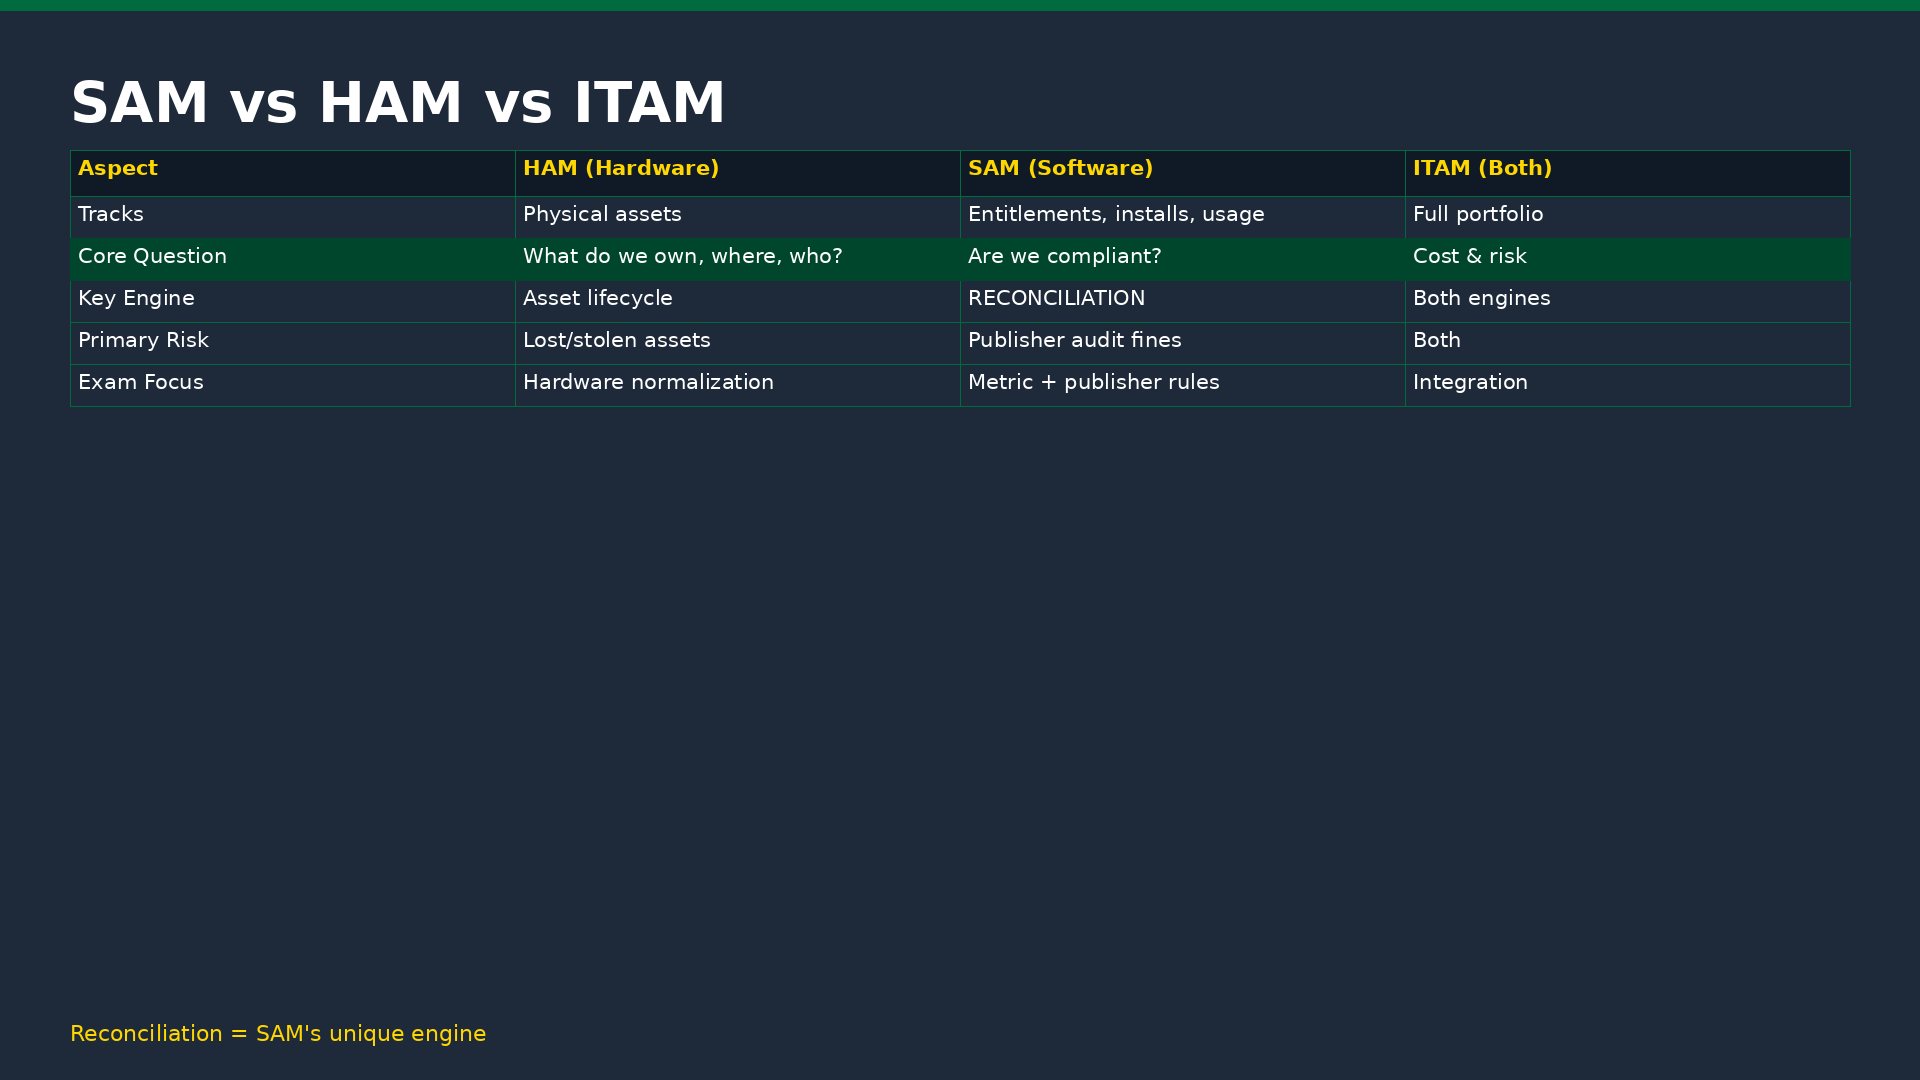 SAM vs HAM vs ITAM
Aspect HAM (Hardware) SAM (Software) ITAM (Both)
Tracks Physical assets Entitlements, installs, usage Full portfolio
Core Question What do we own, where, who? Are we compliant? Cost & risk
Key Engine Asset lifecycle RECONCILIATION Both engines
Primary Risk Lost/stolen assets Publisher audit fines Both
Exam Focus Hardware normalization Metric + publisher rules Integration
Reconciliation = SAM's unique engine